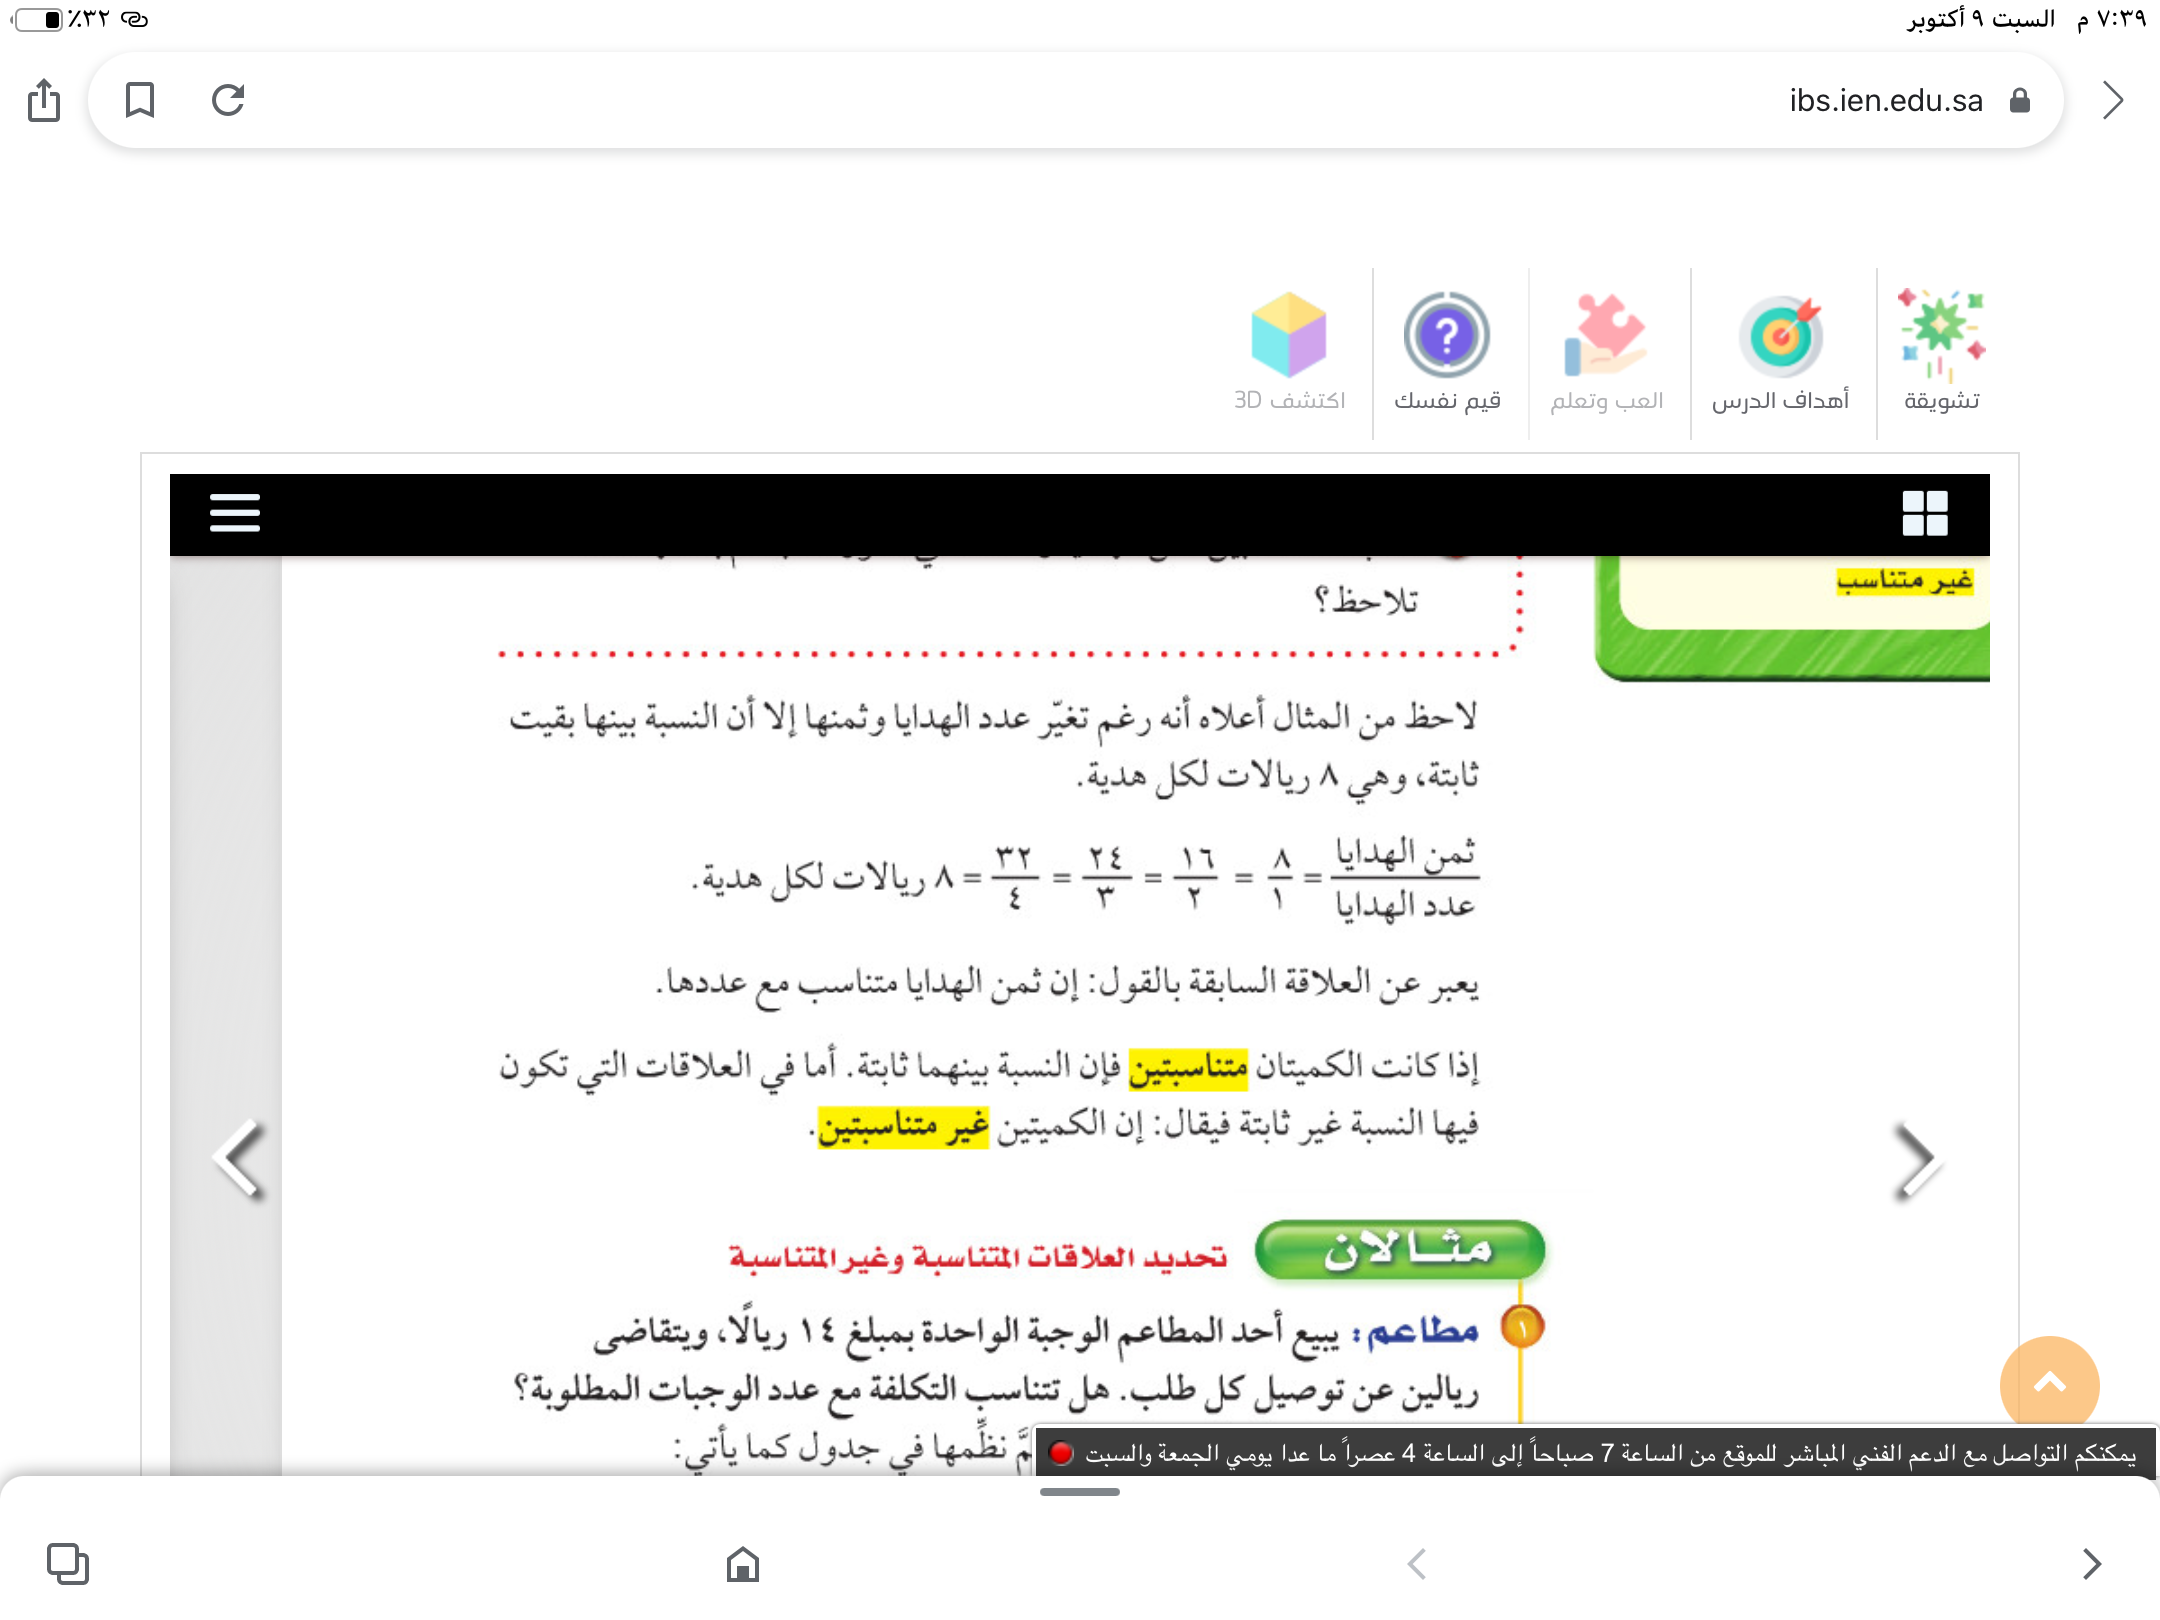 ٧:٣٩ م السبت ٩ أكتوبر
٪٣٢
ibs.ien.edu.sa
تشويقة
أهداف الدرس
العب وتعلم
قيم نفسك
اكتشف 3D
غير متناسب
تلاحظ؟
لاحظ من المثال أعلاه أنه رغم تغيّر عدد الهدايا وثمنها إلا أن النسبة بينها بقيت
ثابتة، وهي ٨ ريالات لكل هدية.
ثمن الهدايا / عدد الهدايا = ٨/١ = ١٦/٢ = ٢٤/٣ = ٣٢/٤ = ٨ ريالات لكل هدية.
يعبر عن العلاقة السابقة بالقول: إن ثمن الهدايا متناسب مع عددها.
إذا كانت الكميتان متناسبتين فإن النسبة بينهما ثابتة. أما في العلاقات التي تكون
فيها النسبة غير ثابتة فيقال: إن الكميتين غير متناسبتين.
مثالان تحديد العلاقات المتناسبة وغير المتناسبة
١ مطاعم: يبيع أحد المطاعم الوجبة الواحدة بمبلغ ١٤ ريالًا، ويتقاضى
ريالين عن توصيل كل طلب. هل تتناسب التكلفة مع عدد الوجبات المطلوبة؟
نظِّمها في جدول كما يأتي:
يمكنكم التواصل مع الدعم الفني المباشر للموقع من الساعة 7 صباحاً إلى الساعة 4 عصراً ما عدا يومي الجمعة والسبت